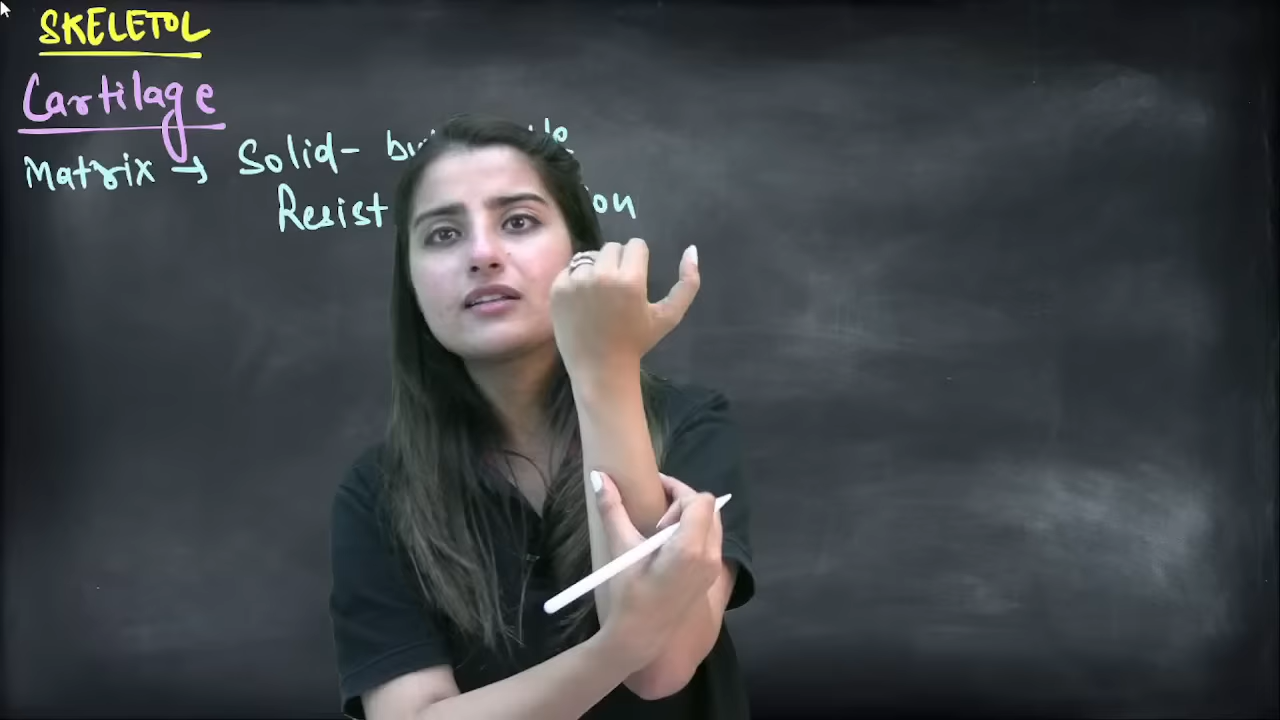 SKELETOL
Cartilage
Matrix → Solid-
Resist